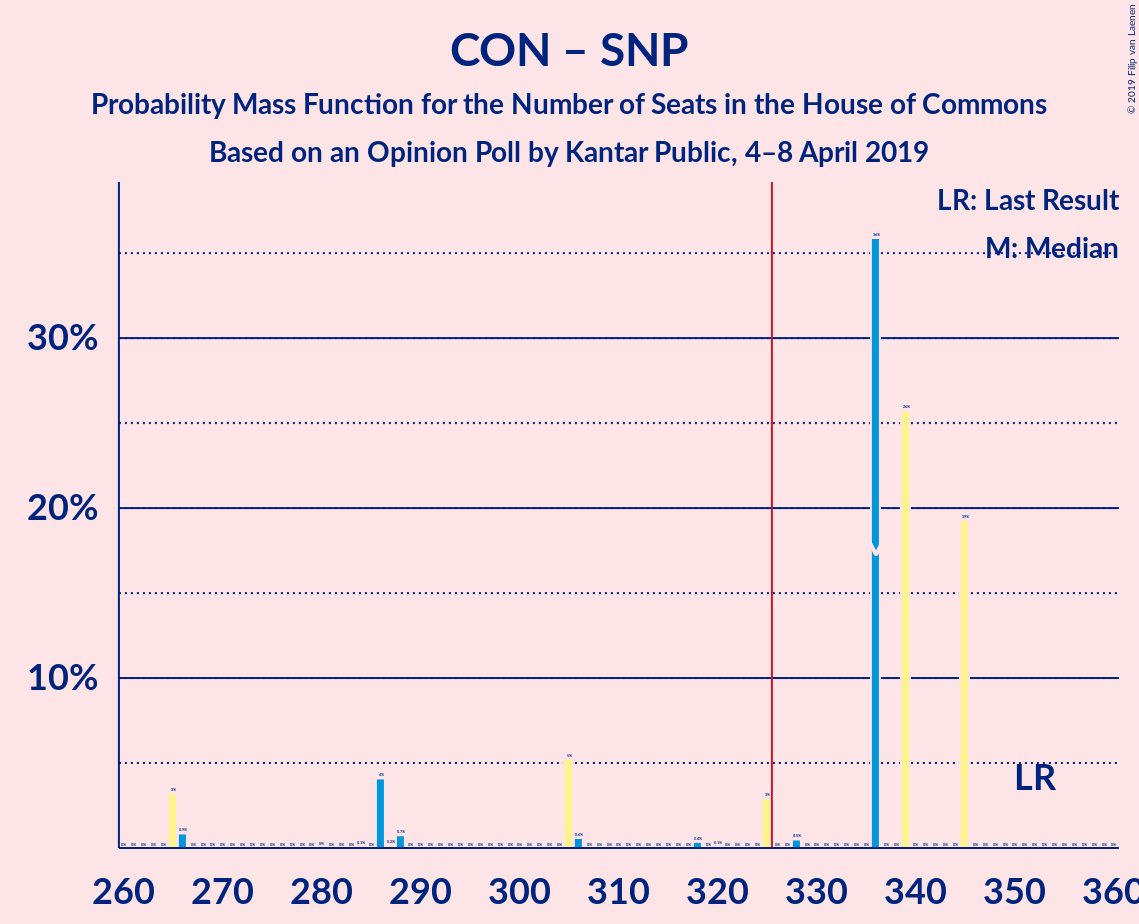 CON – SNP
Probability Mass Function for the Number of Seats in the House of Commons
Based on an Opinion Poll by Kantar Public, 4–8 April 2019
© 2019 Filip van Laenen
LR: Last Result
M: Median
30%
20%
10%
LR
260 270 280 290 300 310 320 330 340 350 360